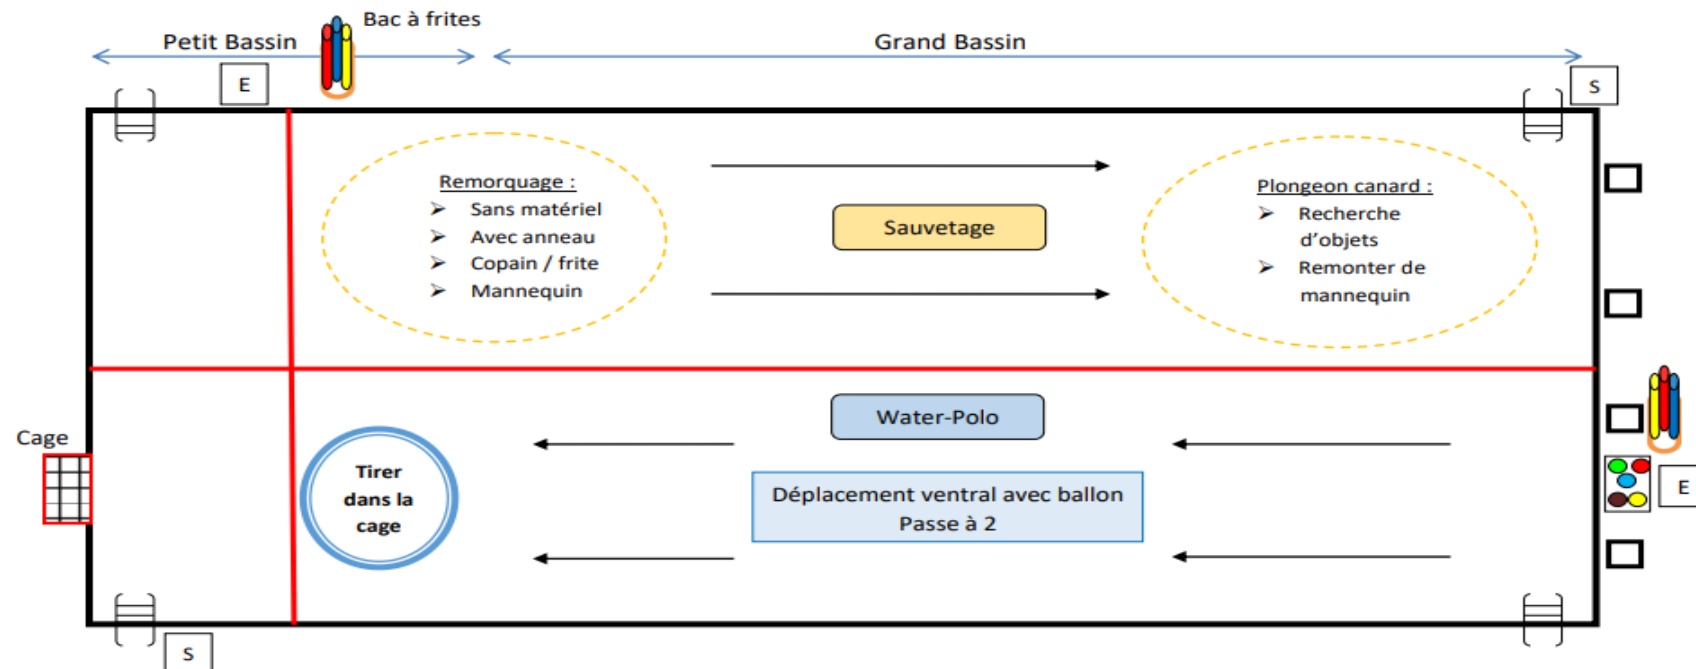 Bac à frites
Petit Bassin
Grand Bassin
E
S
Remorquage :
➢ Sans matériel
➢ Avec anneau
➢ Copain / frite
➢ Mannequin
Sauvetage
Plongeon canard :
➢ Recherche
d’objets
➢ Remonter de
mannequin
Water-Polo
Cage
Tirer
dans la
cage
Déplacement ventral avec ballon
Passe à 2
E
S